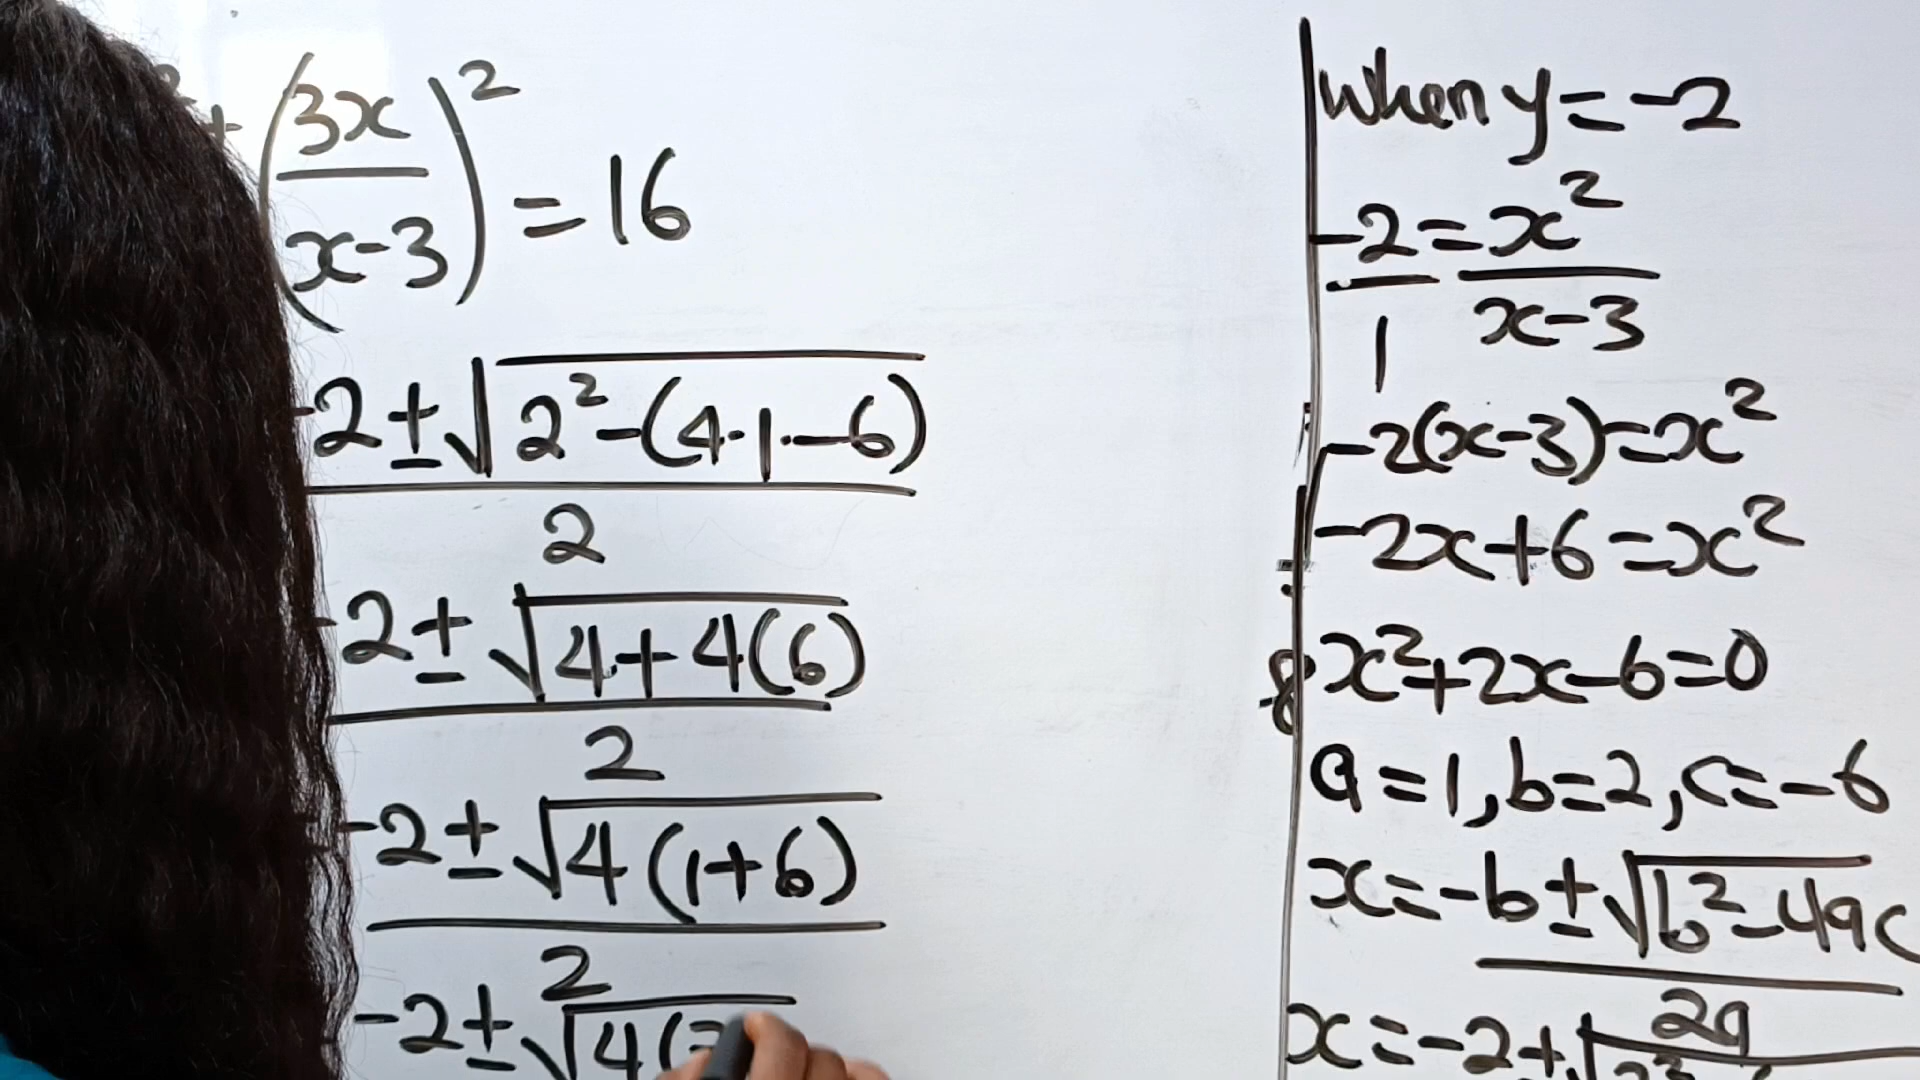 2
+ (3x/x-3)² = 16
-2±√2²-(4·1·-6)
2
-2±√4+4(6)
2
-2±√4(1+6)
2
-2±√4(
When y=-2
-2/1=x²/x-3
-2(x-3)=x²
-2x+6=x²
x²+2x-6=0
a=1,b=2,c=-6
x=-b±√b²-4ac
2a
x=-2±√2²